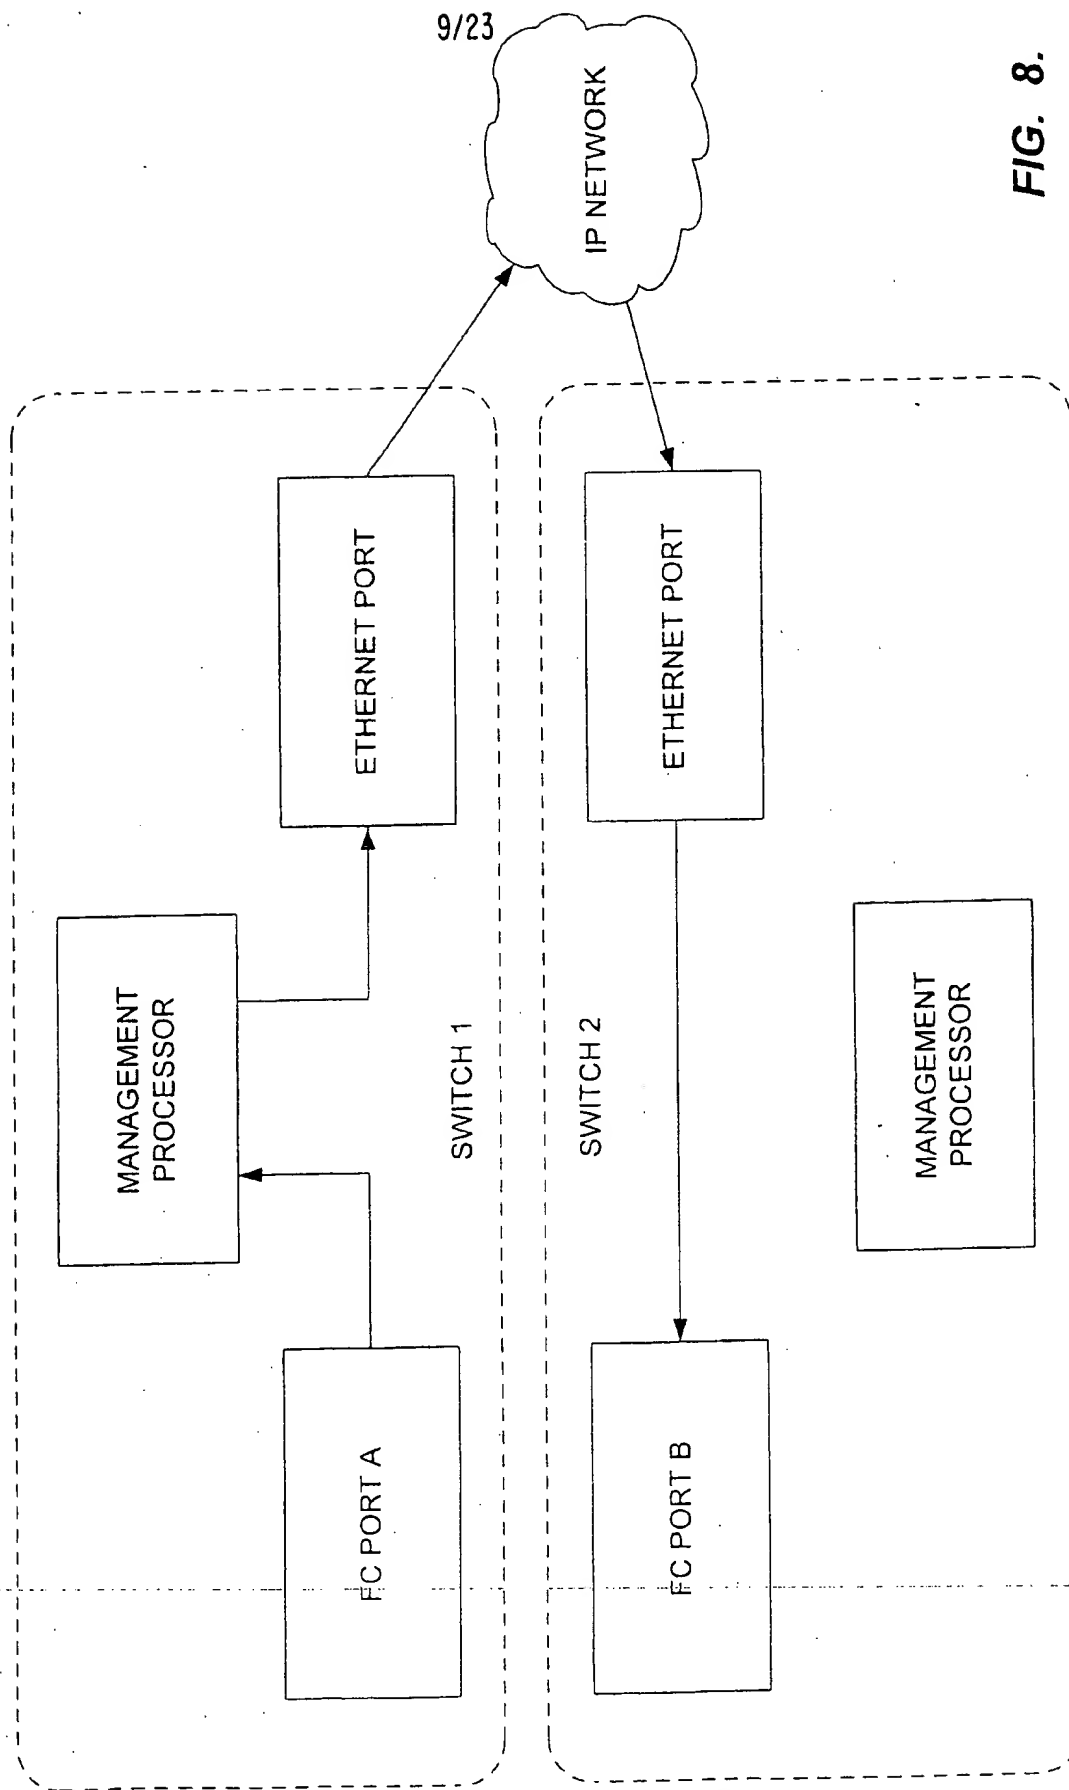 9/23
MANAGEMENT
PROCESSOR
FC PORT A
ETHERNET PORT
SWITCH 1
IP NETWORK
SWITCH 2
FC PORT B
ETHERNET PORT
MANAGEMENT
PROCESSOR
FIG. 8.